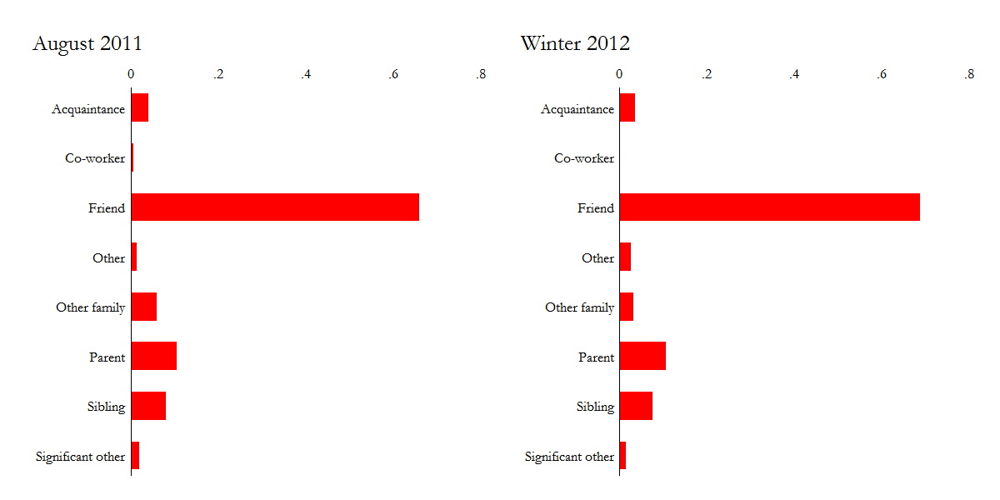 August 2011
0 .2 .4 .6 .8
Acquaintance
Co-worker
Friend
Other
Other family
Parent
Sibling
Significant other
Winter 2012
0 .2 .4 .6 .8
Acquaintance
Co-worker
Friend
Other
Other family
Parent
Sibling
Significant other